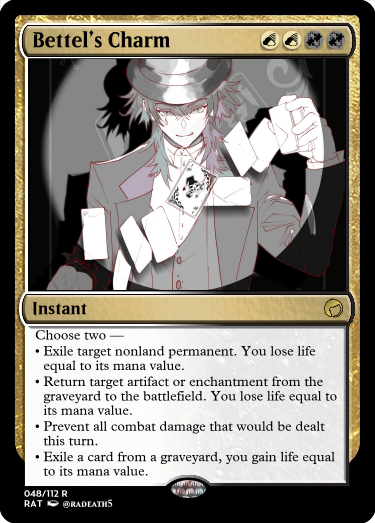 Bettel's Charm
Instant
Choose two —
• Exile target nonland permanent. You lose life
equal to its mana value.
• Return target artifact or enchantment from the
graveyard to the battlefield. You lose life equal to
its mana value.
• Prevent all combat damage that would be dealt
this turn.
• Exile a card from a graveyard, you gain life equal
to its mana value.
048/112 R
RAT @RADEATH5